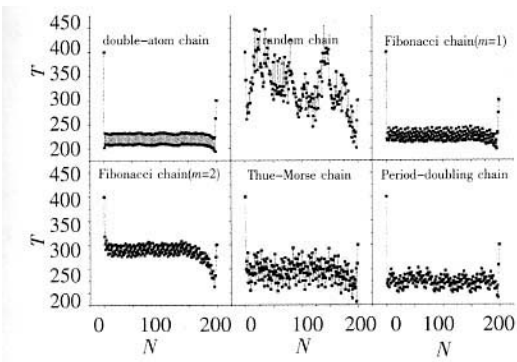 450
400
350
300
250
200
T
double-atom chain
random chain
Fibonacci chain(m=1)
450
400
350
300
250
200
T
Fibonacci chain(m=2)
Thue-Morse chain
Period-doubling chain
0 100 200 0 100 200 0 100 200
N N N